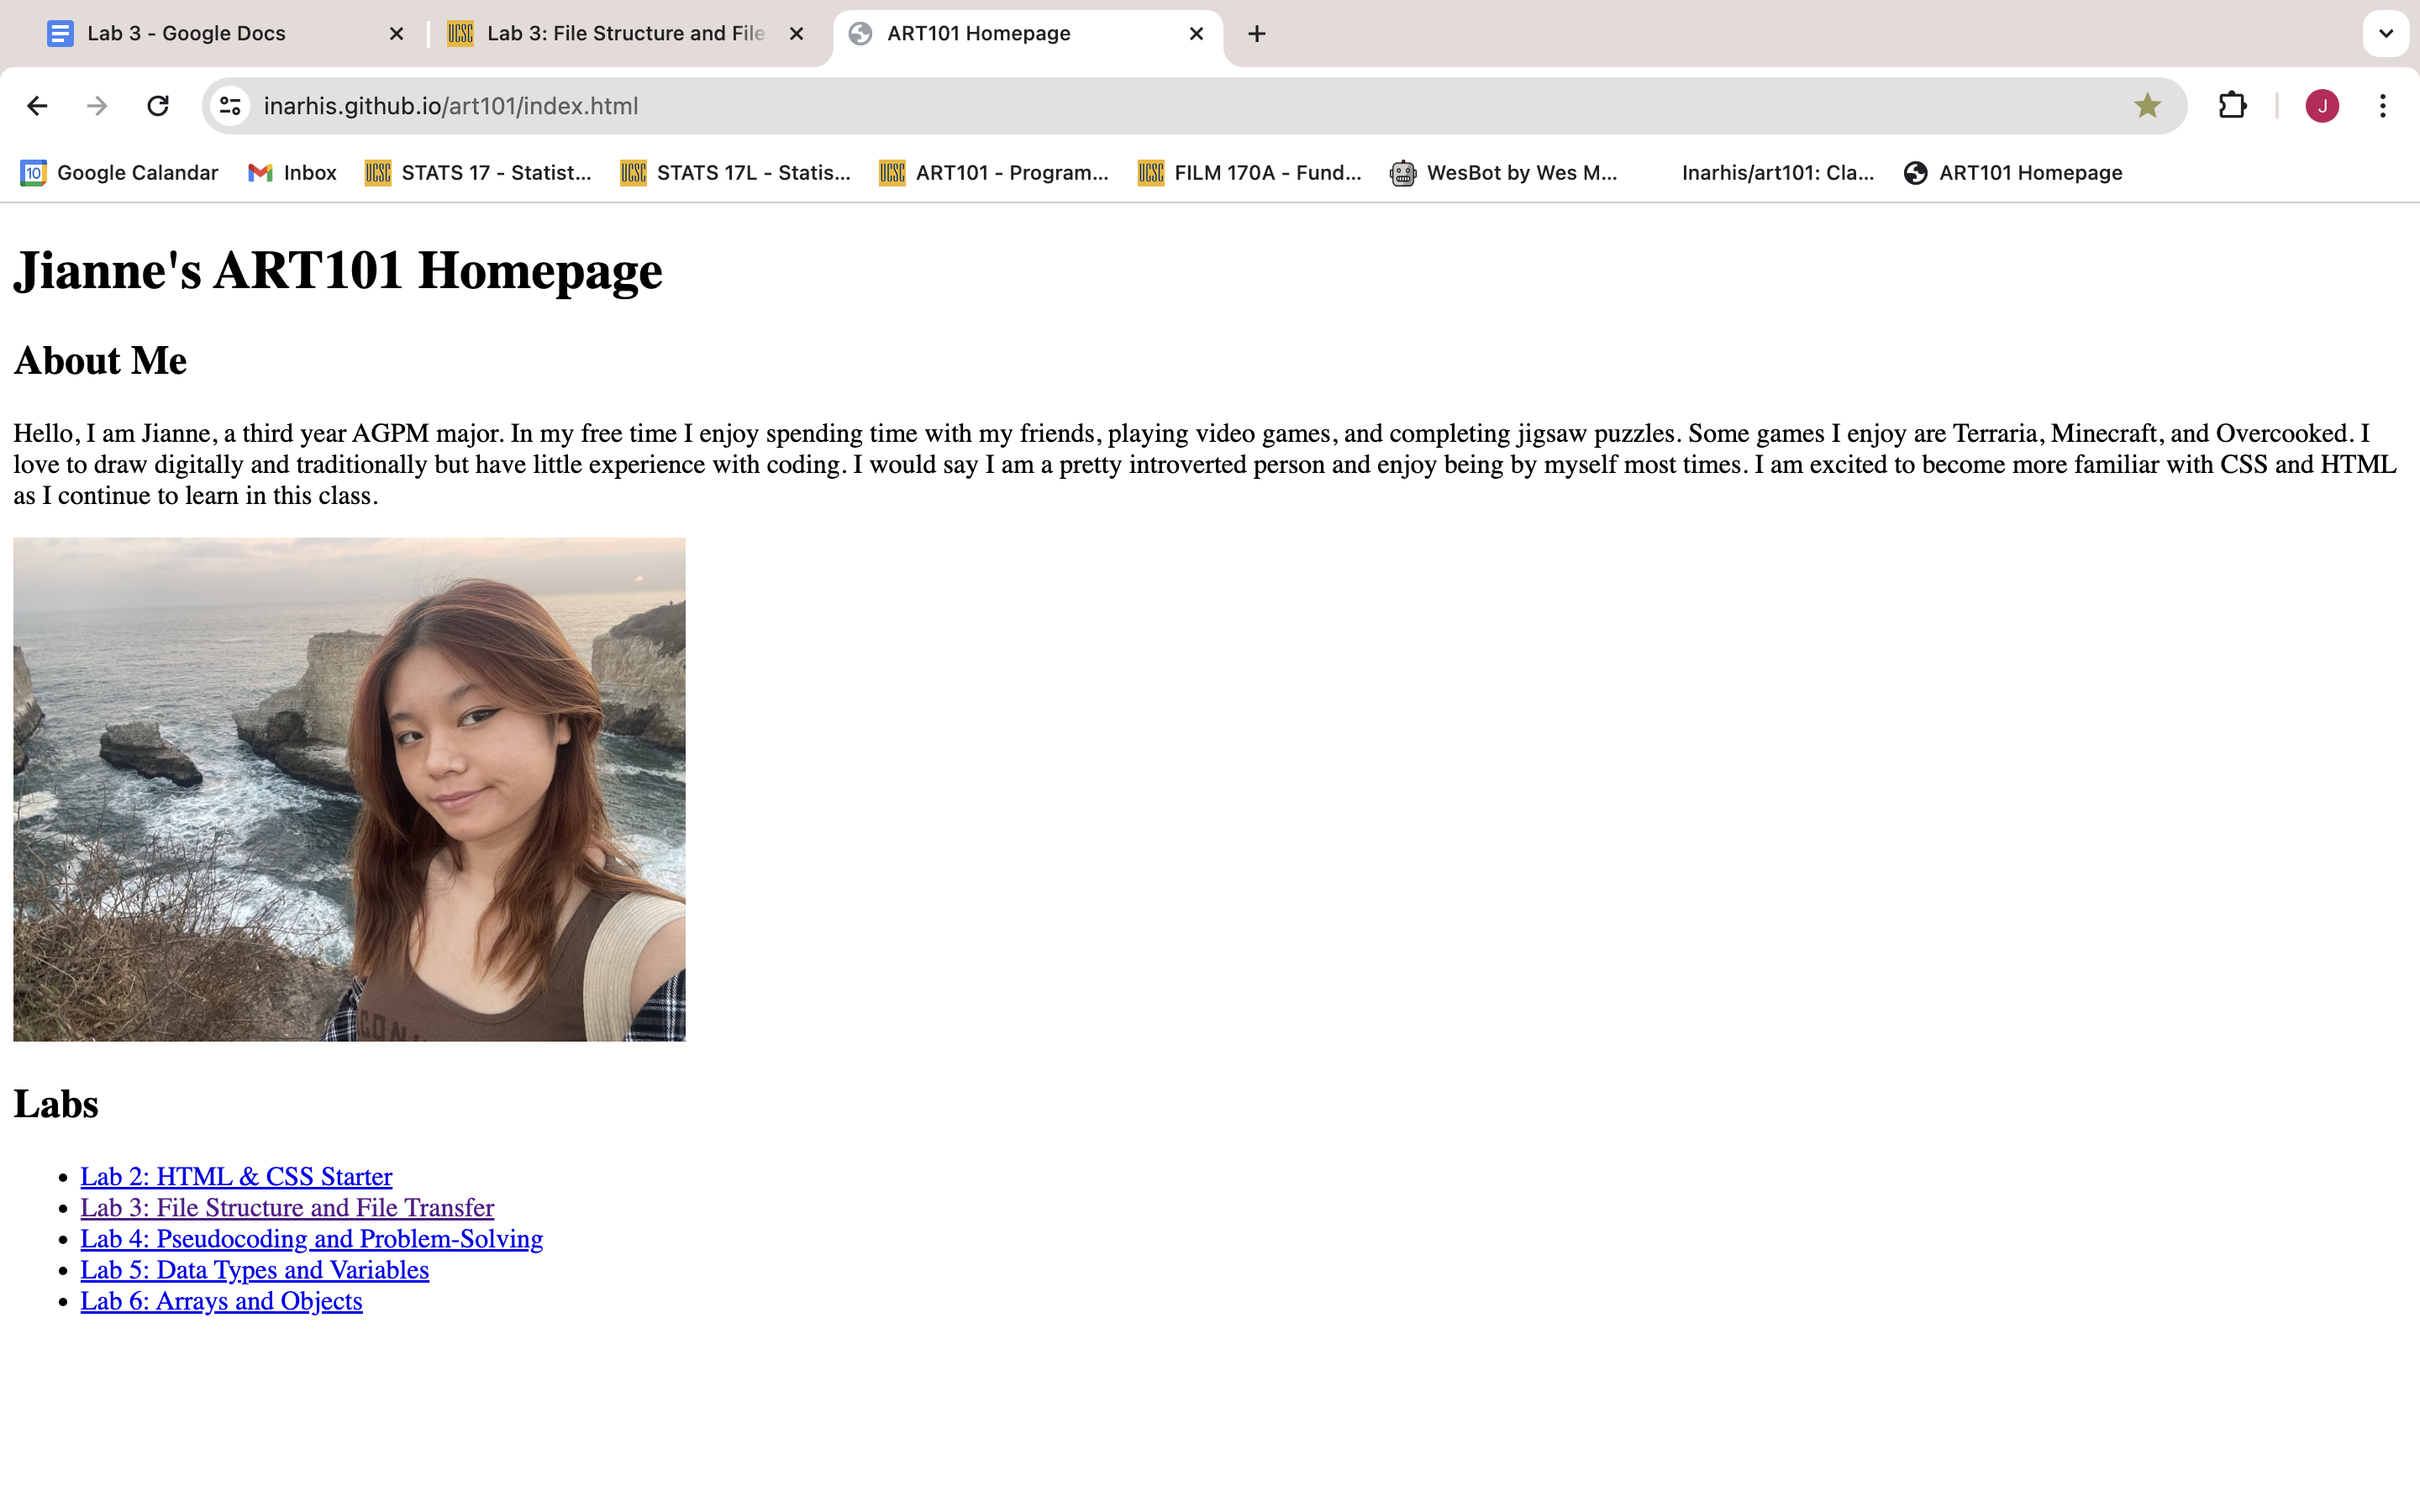 Lab 3 - Google Docs
UCSC Lab 3: File Structure and File
ART101 Homepage
inarhis.github.io/art101/index.html
J
10 Google Calandar
Inbox
UCSC STATS 17 - Statist...
UCSC STATS 17L - Statis...
UCSC ART101 - Program...
UCSC FILM 170A - Fund...
WesBot by Wes M...
Inarhis/art101: Cla...
ART101 Homepage
Jianne's ART101 Homepage
About Me
Hello, I am Jianne, a third year AGPM major. In my free time I enjoy spending time with my friends, playing video games, and completing jigsaw puzzles. Some games I enjoy are Terraria, Minecraft, and Overcooked. I
love to draw digitally and traditionally but have little experience with coding. I would say I am a pretty introverted person and enjoy being by myself most times. I am excited to become more familiar with CSS and HTML
as I continue to learn in this class.
Labs
Lab 2: HTML & CSS Starter
Lab 3: File Structure and File Transfer
Lab 4: Pseudocoding and Problem-Solving
Lab 5: Data Types and Variables
Lab 6: Arrays and Objects